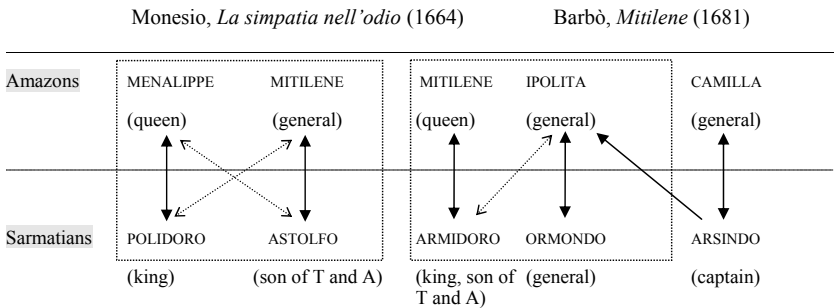 Monesio, La simpatia nell'odio (1664) Barbò, Mitilene (1681)
Amazons MENALIPPE MITILENE MITILENE IPOLITA CAMILLA
(queen) (general) (queen) (general) (general)
Sarmatians POLIDORO ASTOLFO ARMIDORO ORMONDO ARSINDO
(king) (son of T and A) (king, son of (general) (captain)
T and A)